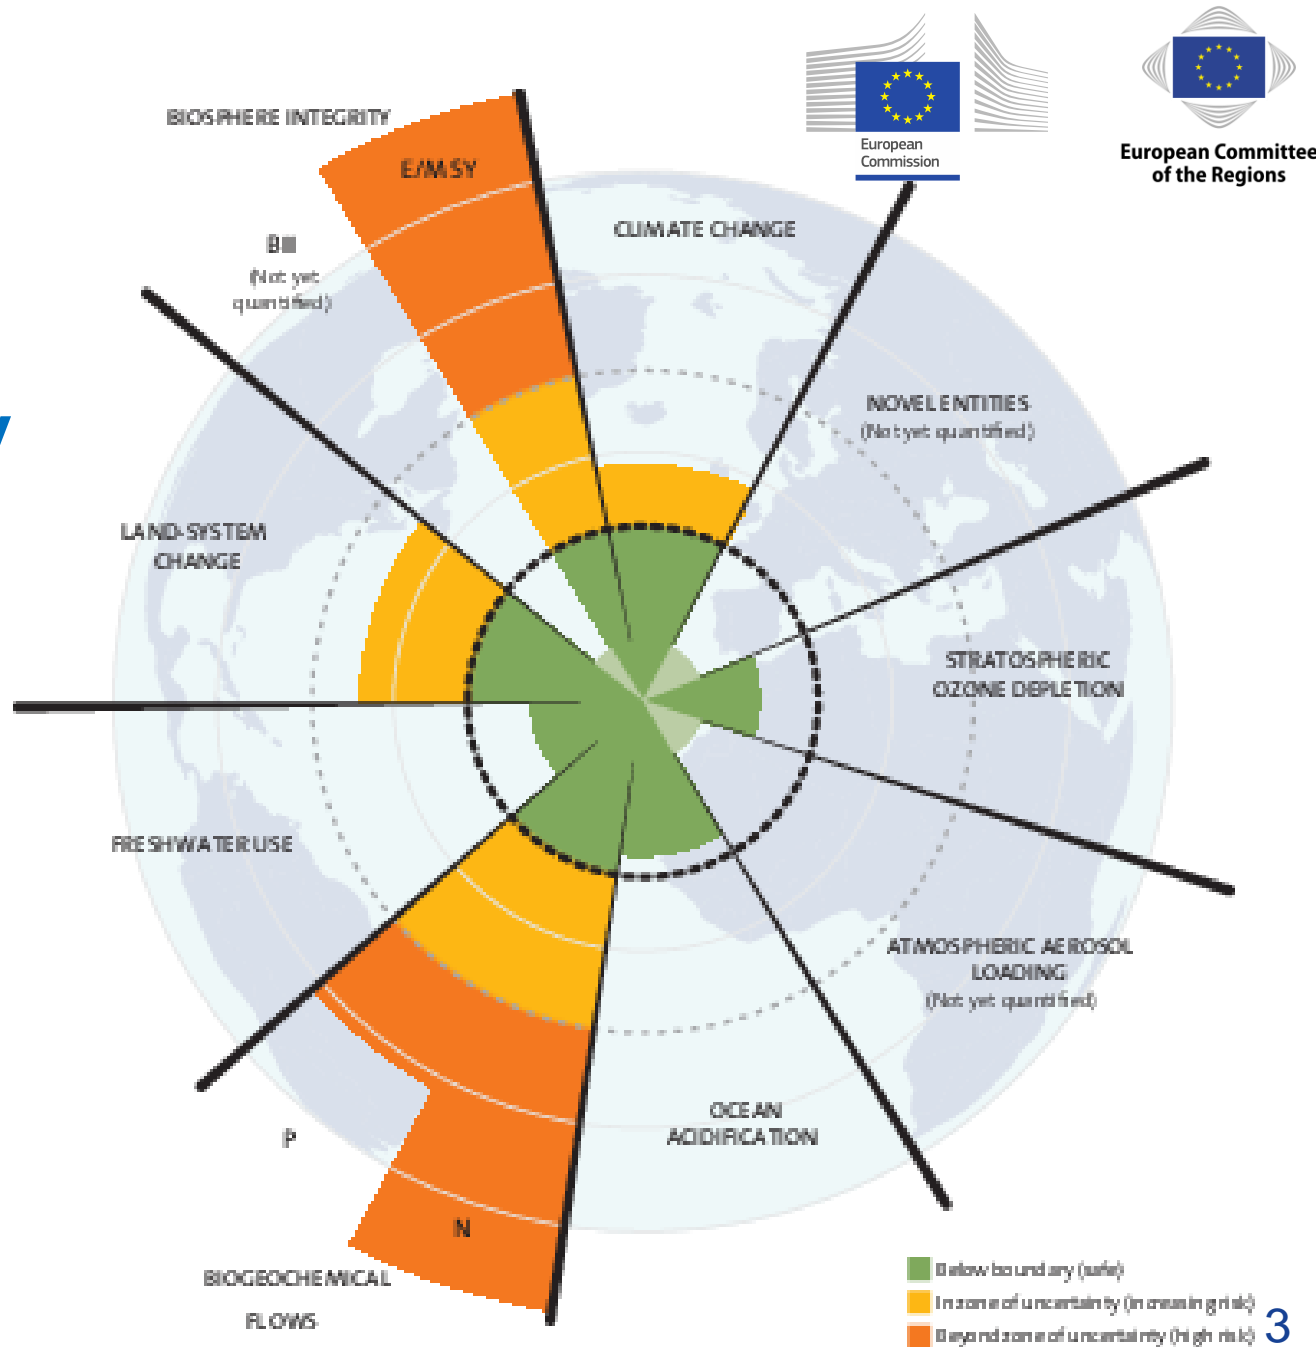 European
Commission
European Committee
of the Regions
BIOSPHERE INTEGRITY
E/MSY
BII
(Not yet
quantified)
CLIMATE CHANGE
NOVEL ENTITIES
(Not yet quantified)
LAND-SYSTEM
CHANGE
STRATOSPHERIC
OZONE DEPLETION
FRESHWATER USE
ATMOSPHERIC AEROSOL
LOADING
(Not yet quantified)
OCEAN
ACIDIFICATION
P
N
BIOGEOCHEMICAL
FLOWS
Below boundary (safe)
In zone of uncertainty (increasing risk)
Beyond zone of uncertainty (high risk)
3